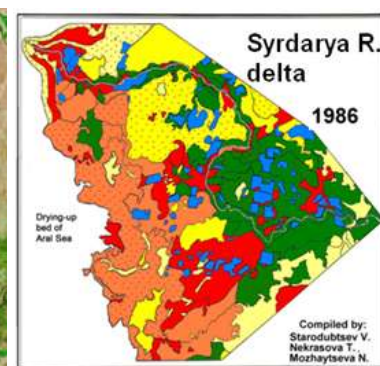 Syrdarya R.
delta
1986
Drying-up
bed of
Aral Sea
Compiled by:
Starodubtsev V.
Nekrasova T.,
Mozhaytseva N.